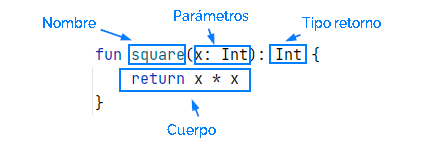 Nombre Parámetros Tipo retorno
fun square(x: Int): Int {
return x * x
}
Cuerpo